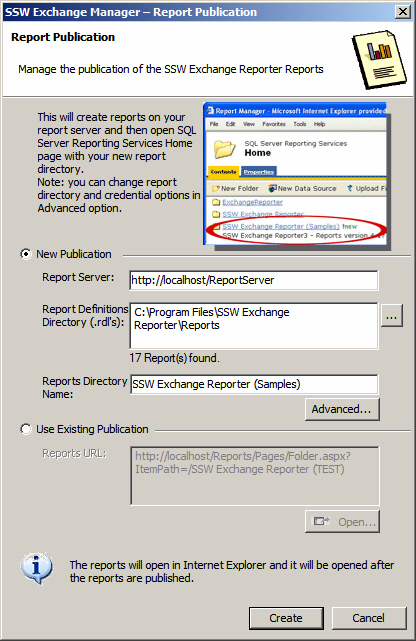 SSW Exchange Manager – Report Publication
Report Publication
Manage the publication of the SSW Exchange Reporter Reports
This will create reports on your
report server and then open SQL
Server Reporting Services Home
page with your new report
directory.
Note: you can change report
directory and credential options in
Advanced option.
Report Manager - Microsoft Internet Explorer provided
File Edit View Favorites Tools Help
SQL Server Reporting Services
Home
Contents Properties
New Folder New Data Source Upload Fi
ExchangeReporter
SSW Exchange Reporter
SSW Exchange Reporter (Samples) !new
SSW Exchange Reporter3 - Reports version
New Publication
Report Server: http://localhost/ReportServer
Report Definitions
Directory (.rdl's):
C:\Program Files\SSW Exchange
Reporter\Reports
...
17 Report(s) found.
Reports Directory
Name:
SSW Exchange Reporter (Samples)
Advanced...
Use Existing Publication
Reports URL:
http://localhost/Reports/Pages/Folder.aspx?
ItemPath=/SSW Exchange Reporter (TEST)
Open...
The reports will open in Internet Explorer and it will be opened after
the reports are published.
Create Cancel